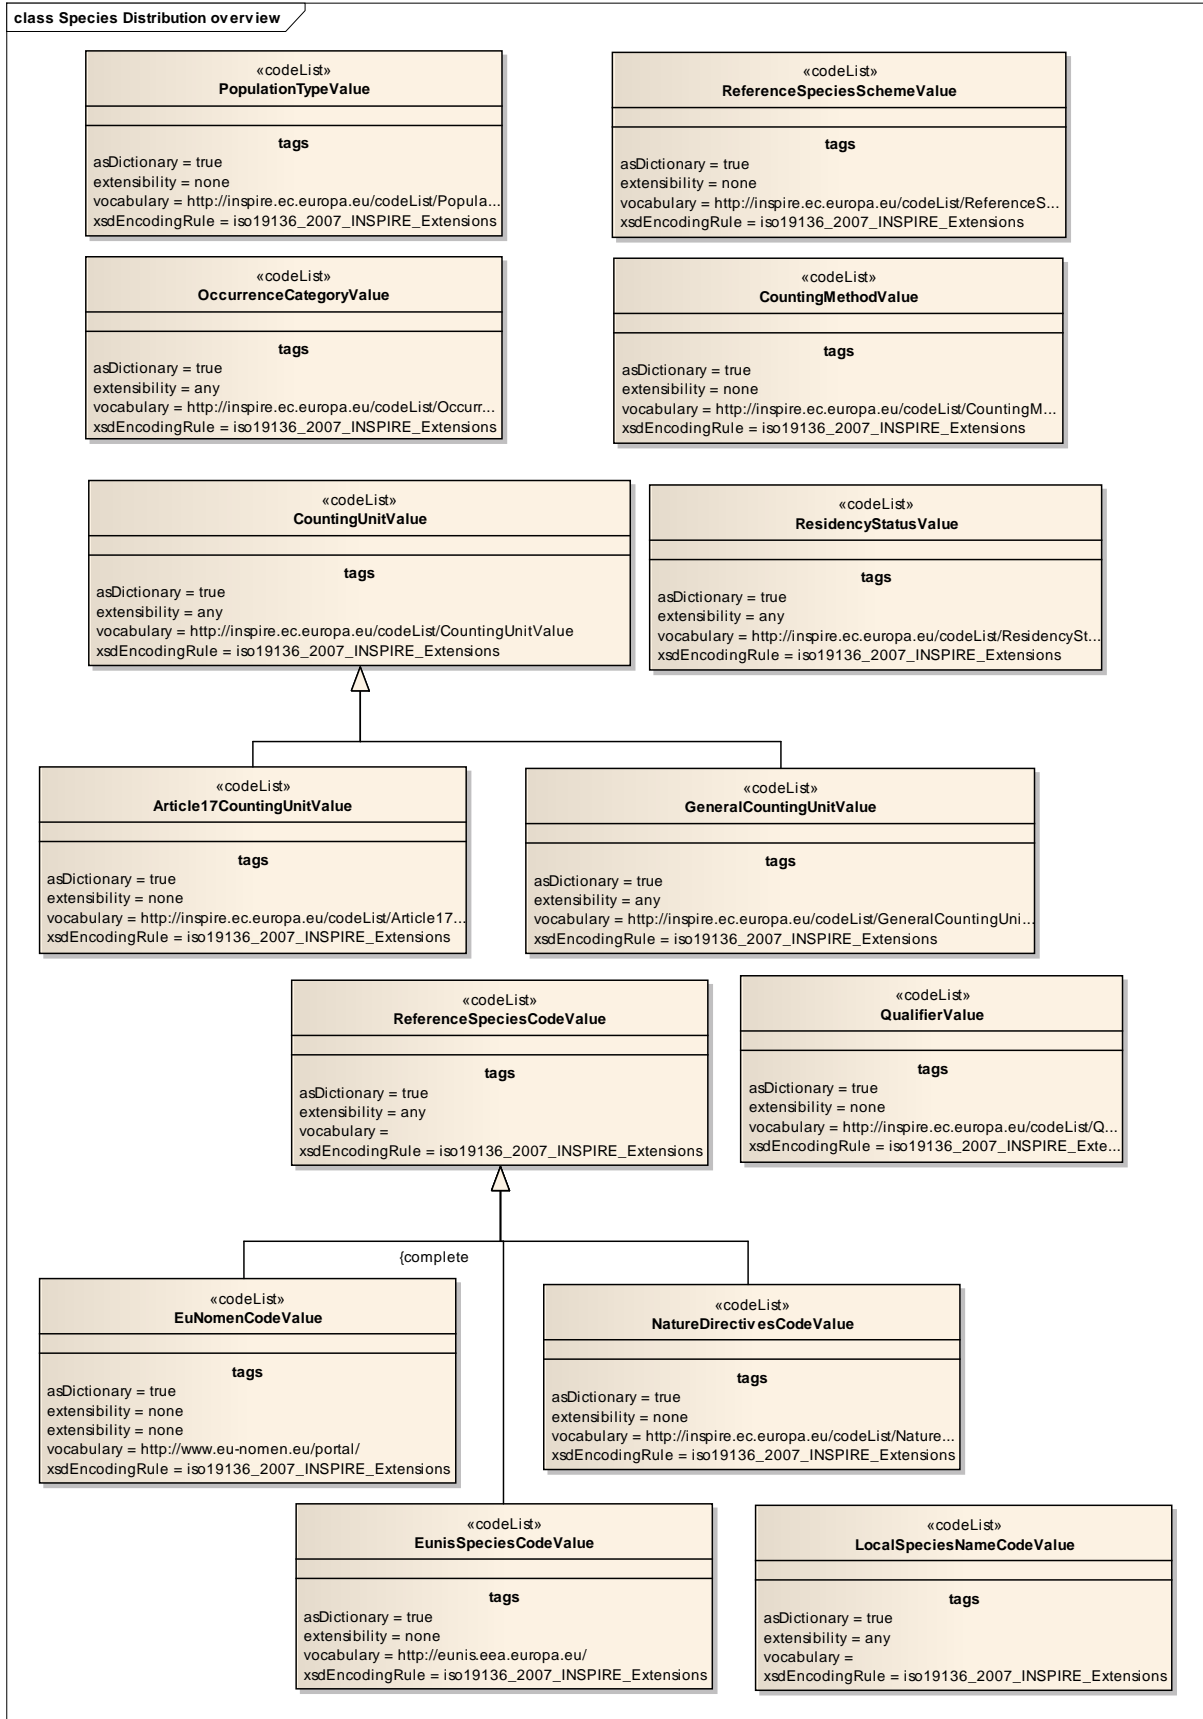 class Species Distribution overview
«codeList»
PopulationTypeValue
tags
asDictionary = true
extensibility = none
vocabulary = http://inspire.ec.europa.eu/codeList/Popula...
xsdEncodingRule = iso19136_2007_INSPIRE_Extensions
«codeList»
ReferenceSpeciesSchemeValue
tags
asDictionary = true
extensibility = none
vocabulary = http://inspire.ec.europa.eu/codeList/ReferenceS...
xsdEncodingRule = iso19136_2007_INSPIRE_Extensions
«codeList»
OccurrenceCategoryValue
tags
asDictionary = true
extensibility = any
vocabulary = http://inspire.ec.europa.eu/codeList/Occurr...
xsdEncodingRule = iso19136_2007_INSPIRE_Extensions
«codeList»
CountingMethodValue
tags
asDictionary = true
extensibility = none
vocabulary = http://inspire.ec.europa.eu/codeList/CountingM...
xsdEncodingRule = iso19136_2007_INSPIRE_Extensions
«codeList»
CountingUnitValue
tags
asDictionary = true
extensibility = any
vocabulary = http://inspire.ec.europa.eu/codeList/CountingUnitValue
xsdEncodingRule = iso19136_2007_INSPIRE_Extensions
«codeList»
ResidencyStatusValue
tags
asDictionary = true
extensibility = any
vocabulary = http://inspire.ec.europa.eu/codeList/ResidencySt...
xsdEncodingRule = iso19136_2007_INSPIRE_Extensions
«codeList»
Article17CountingUnitValue
tags
asDictionary = true
extensibility = none
vocabulary = http://inspire.ec.europa.eu/codeList/Article17...
xsdEncodingRule = iso19136_2007_INSPIRE_Extensions
«codeList»
GeneralCountingUnitValue
tags
asDictionary = true
extensibility = any
vocabulary = http://inspire.ec.europa.eu/codeList/GeneralCountingUni...
xsdEncodingRule = iso19136_2007_INSPIRE_Extensions
«codeList»
ReferenceSpeciesCodeValue
tags
asDictionary = true
extensibility = any
vocabulary =
xsdEncodingRule = iso19136_2007_INSPIRE_Extensions
«codeList»
QualifierValue
tags
asDictionary = true
extensibility = none
vocabulary = http://inspire.ec.europa.eu/codeList/Q...
xsdEncodingRule = iso19136_2007_INSPIRE_Exte...
{complete
«codeList»
EuNomenCodeValue
tags
asDictionary = true
extensibility = none
extensibility = none
vocabulary = http://www.eu-nomen.eu/portal/
xsdEncodingRule = iso19136_2007_INSPIRE_Extensions
«codeList»
NatureDirectivesCodeValue
tags
asDictionary = true
extensibility = none
vocabulary = http://inspire.ec.europa.eu/codeList/Nature...
xsdEncodingRule = iso19136_2007_INSPIRE_Extensions
«codeList»
EunisSpeciesCodeValue
tags
asDictionary = true
extensibility = none
vocabulary = http://eunis.eea.europa.eu/
xsdEncodingRule = iso19136_2007_INSPIRE_Extensions
«codeList»
LocalSpeciesNameCodeValue
tags
asDictionary = true
extensibility = any
vocabulary =
xsdEncodingRule = iso19136_2007_INSPIRE_Extensions